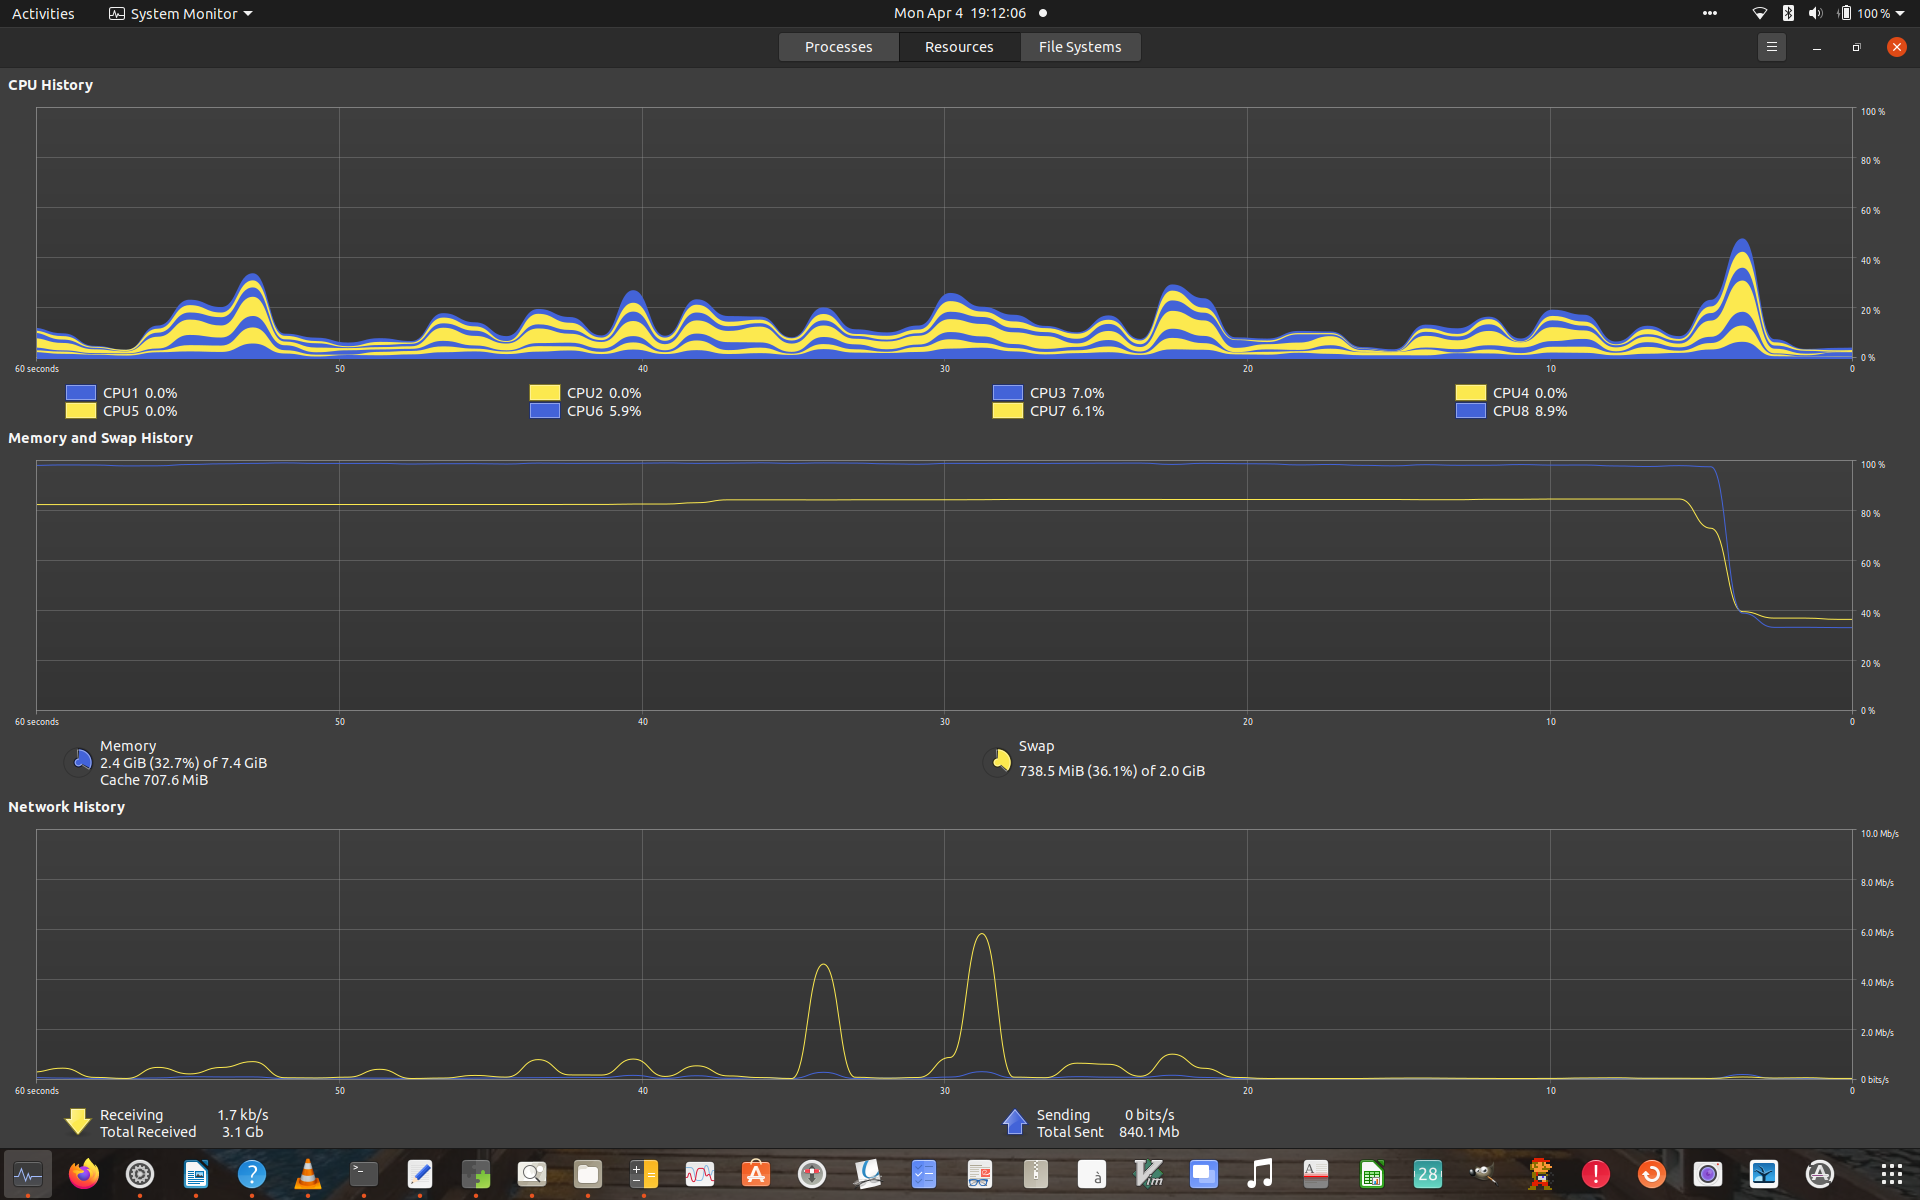 Activities System Monitor Mon Apr 4 19:12:06 100 %
Processes Resources File Systems
CPU History
100 %
80 %
60 %
40 %
20 %
0 %
60 seconds 50 40 30 20 10 0
CPU1 0.0% CPU2 0.0% CPU3 7.0% CPU4 0.0%
CPU5 0.0% CPU6 5.9% CPU7 6.1% CPU8 8.9%
Memory and Swap History
100 %
80 %
60 %
40 %
20 %
0 %
60 seconds 50 40 30 20 10 0
Memory
2.4 GiB (32.7%) of 7.4 GiB
Cache 707.6 MiB
Swap
738.5 MiB (36.1%) of 2.0 GiB
Network History
10.0 Mb/s
8.0 Mb/s
6.0 Mb/s
4.0 Mb/s
2.0 Mb/s
0 bits/s
60 seconds 50 40 30 20 10 0
Receiving 1.7 kb/s
Total Received 3.1 Gb
Sending 0 bits/s
Total Sent 840.1 Mb
? >_ à Vim A 28 !